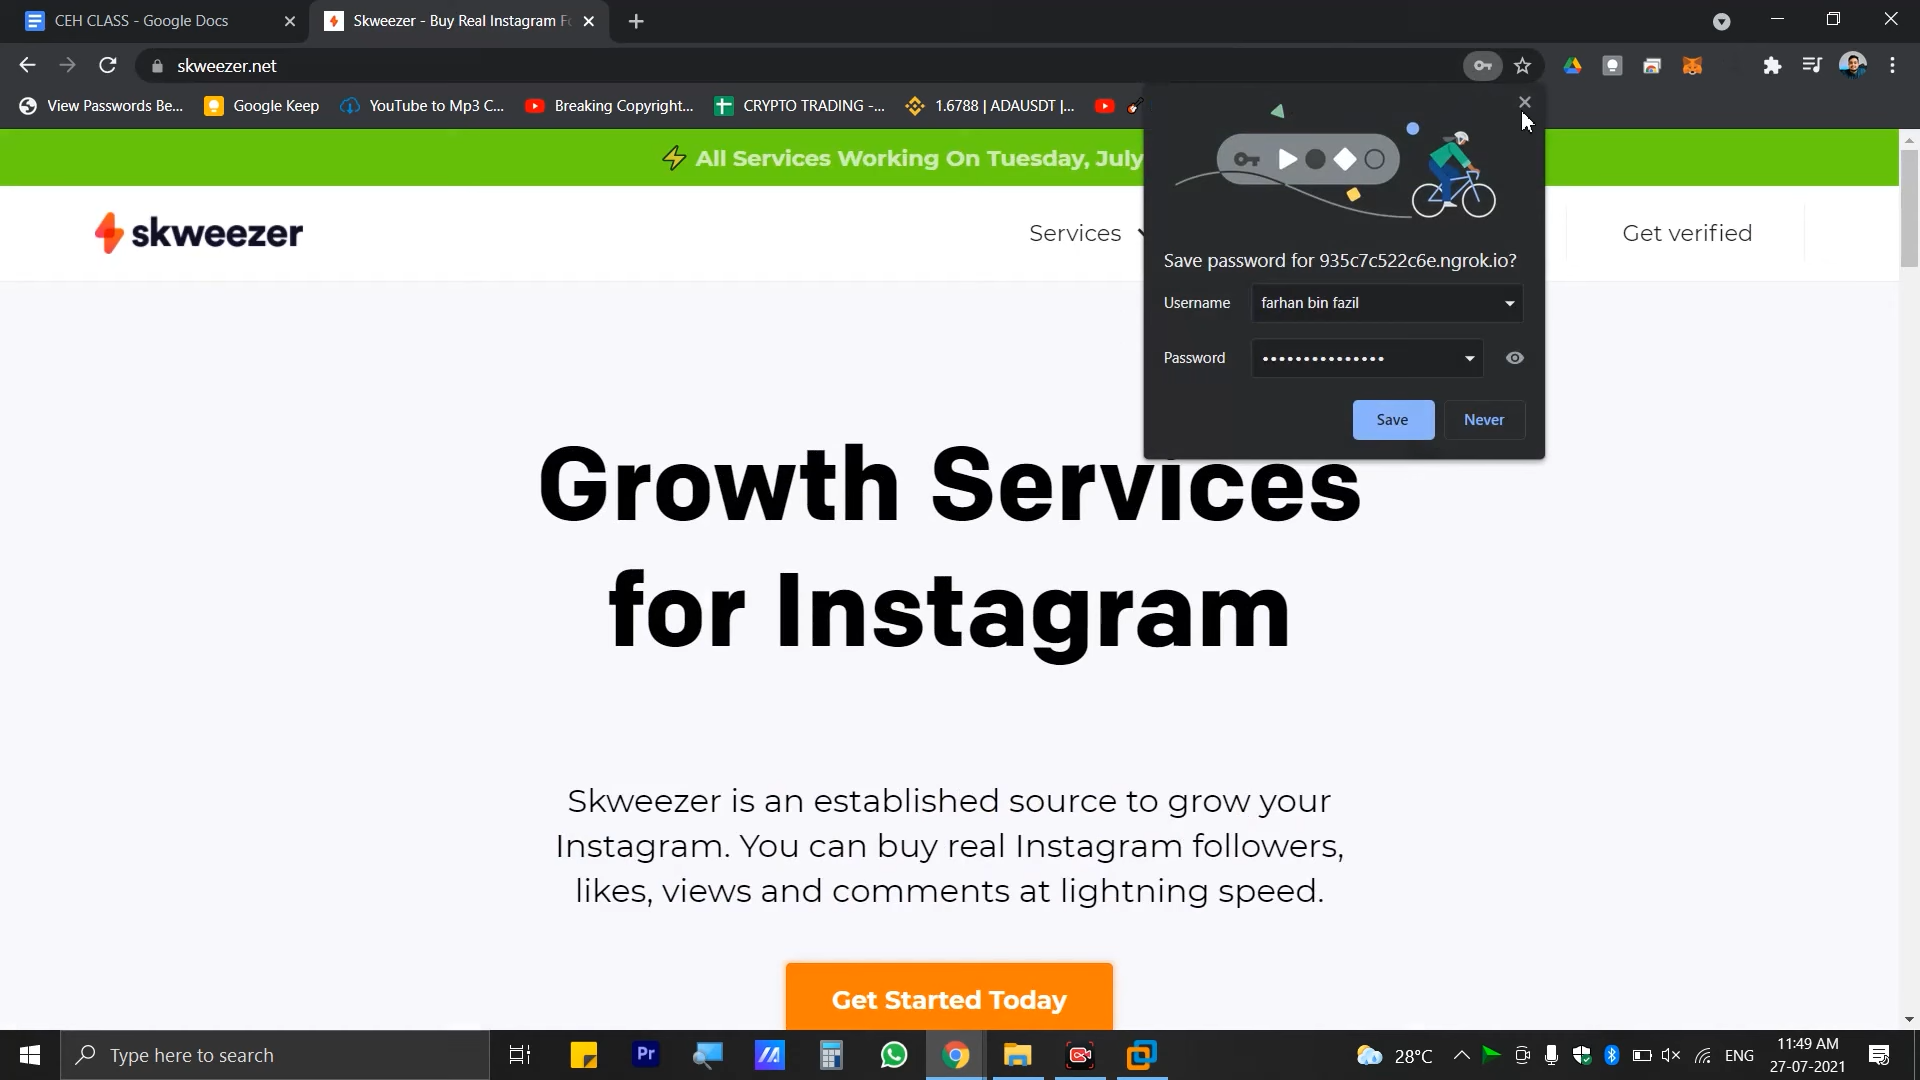 CEH CLASS - Google Docs
Skweezer - Buy Real Instagram Fo
skweezer.net
View Passwords Be...
Google Keep
YouTube to Mp3 C...
Breaking Copyright...
CRYPTO TRADING -...
1.6788 | ADAUSDT |...
⚡ All Services Working On Tuesday, July
skweezer
Services
Get verified
Save password for 935c7c522c6e.ngrok.io?
Username
farhan bin fazil
Password
•••••••••••••••
Save
Never
Growth Services
for Instagram
Skweezer is an established source to grow your
Instagram. You can buy real Instagram followers,
likes, views and comments at lightning speed.
Get Started Today
Type here to search
Pr
28°C
ENG
11:49 AM
27-07-2021